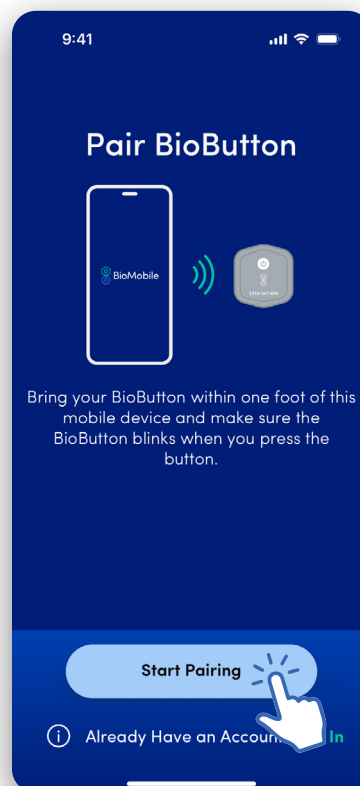 9:41
Pair BioButton
BioMobile
Bring your BioButton within one foot of this
mobile device and make sure the
BioButton blinks when you press the
button.
Start Pairing
Already Have an Accoun In